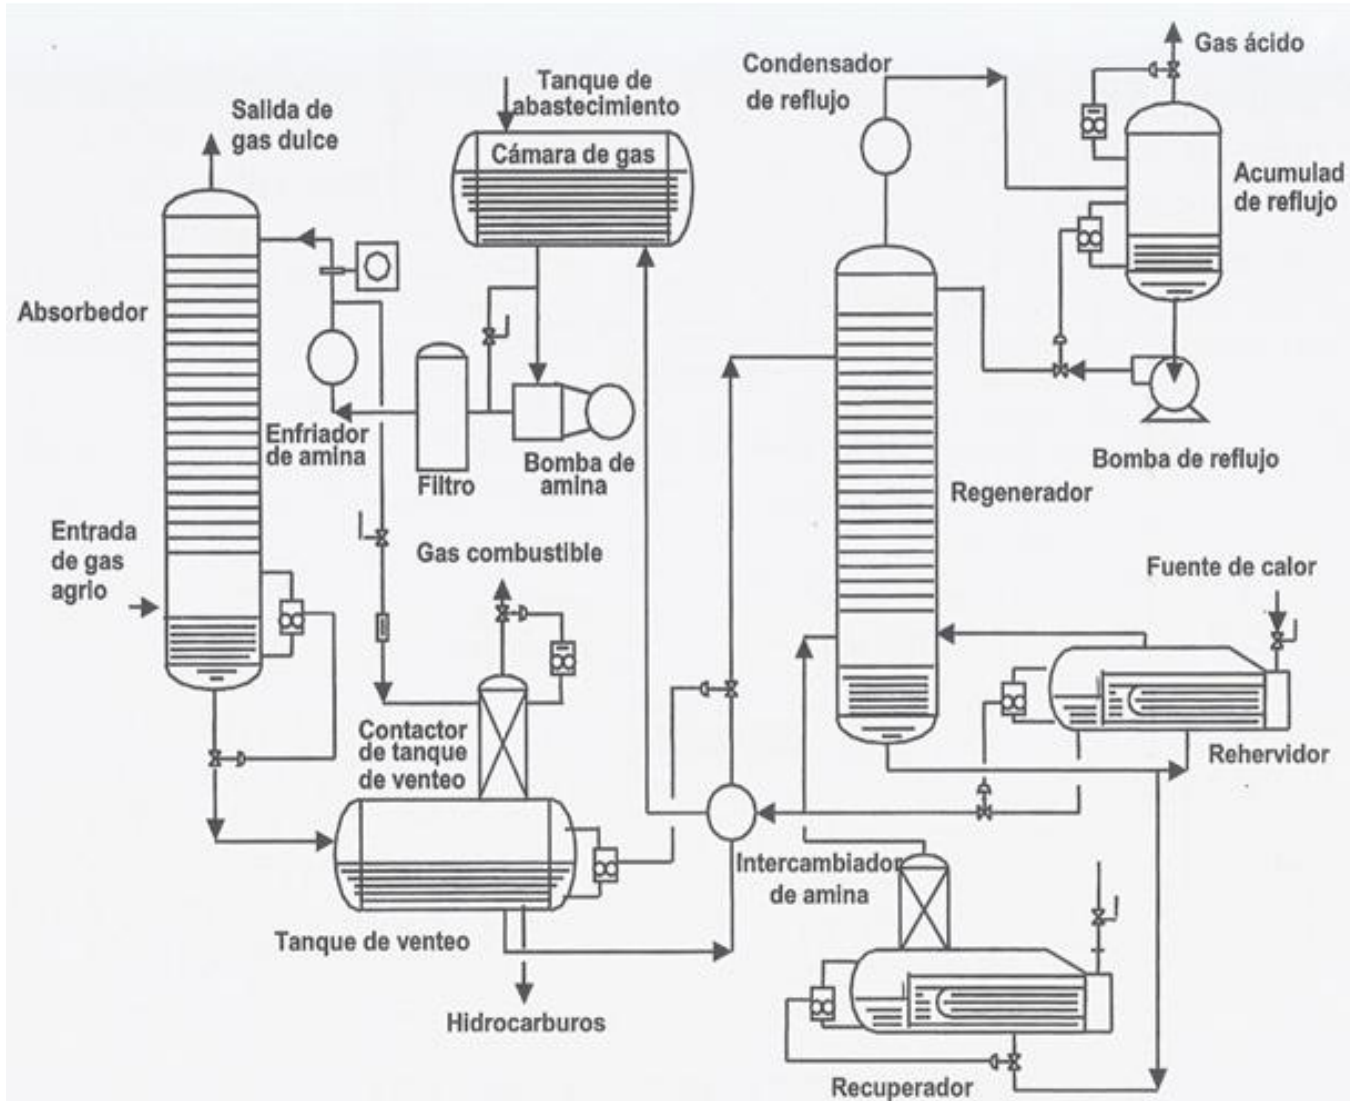 Gas ácido
Condensador
de reflujo
Tanque de
abastecimiento
Salida de
gas dulce
Cámara de gas
Acumulad
de reflujo
Absorbedor
Enfriador
de amina
Filtro
Bomba de
amina
Bomba de reflujo
Regenerador
Entrada
de gas
agrio
Gas combustible
Fuente de calor
Contactor
de tanque
de venteo
Rehervidor
Intercambiador
de amina
Tanque de venteo
Hidrocarburos
Recuperador